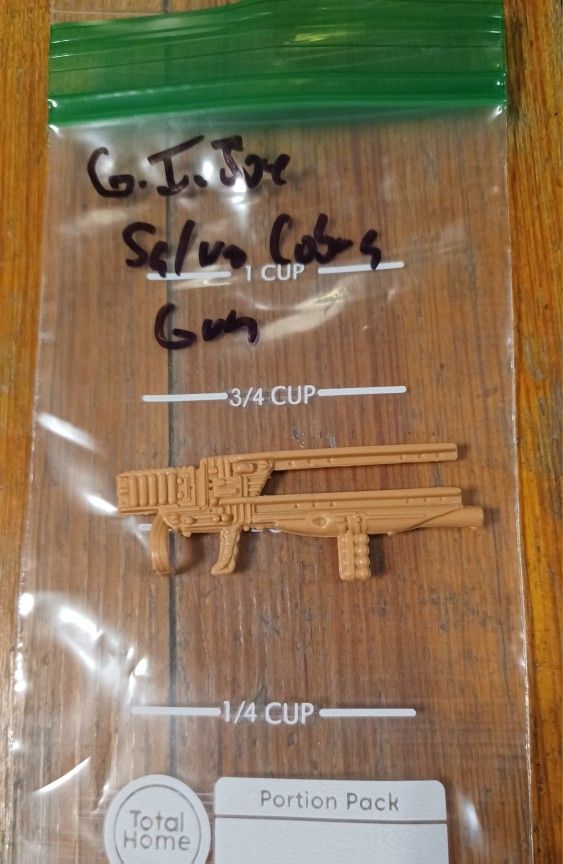 G.I. Joe
Salvo Cobra
1 CUP
Gun
3/4 CUP
1/4 CUP
Portion Pack
Total
Home